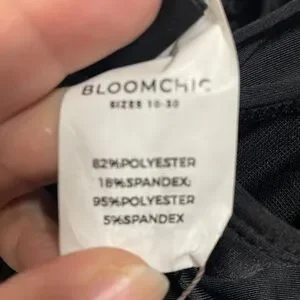 BLOOMCHIC
SIZES 10-30
82%POLYESTER
18%SPANDEX;
95%POLYESTER
5%SPANDEX